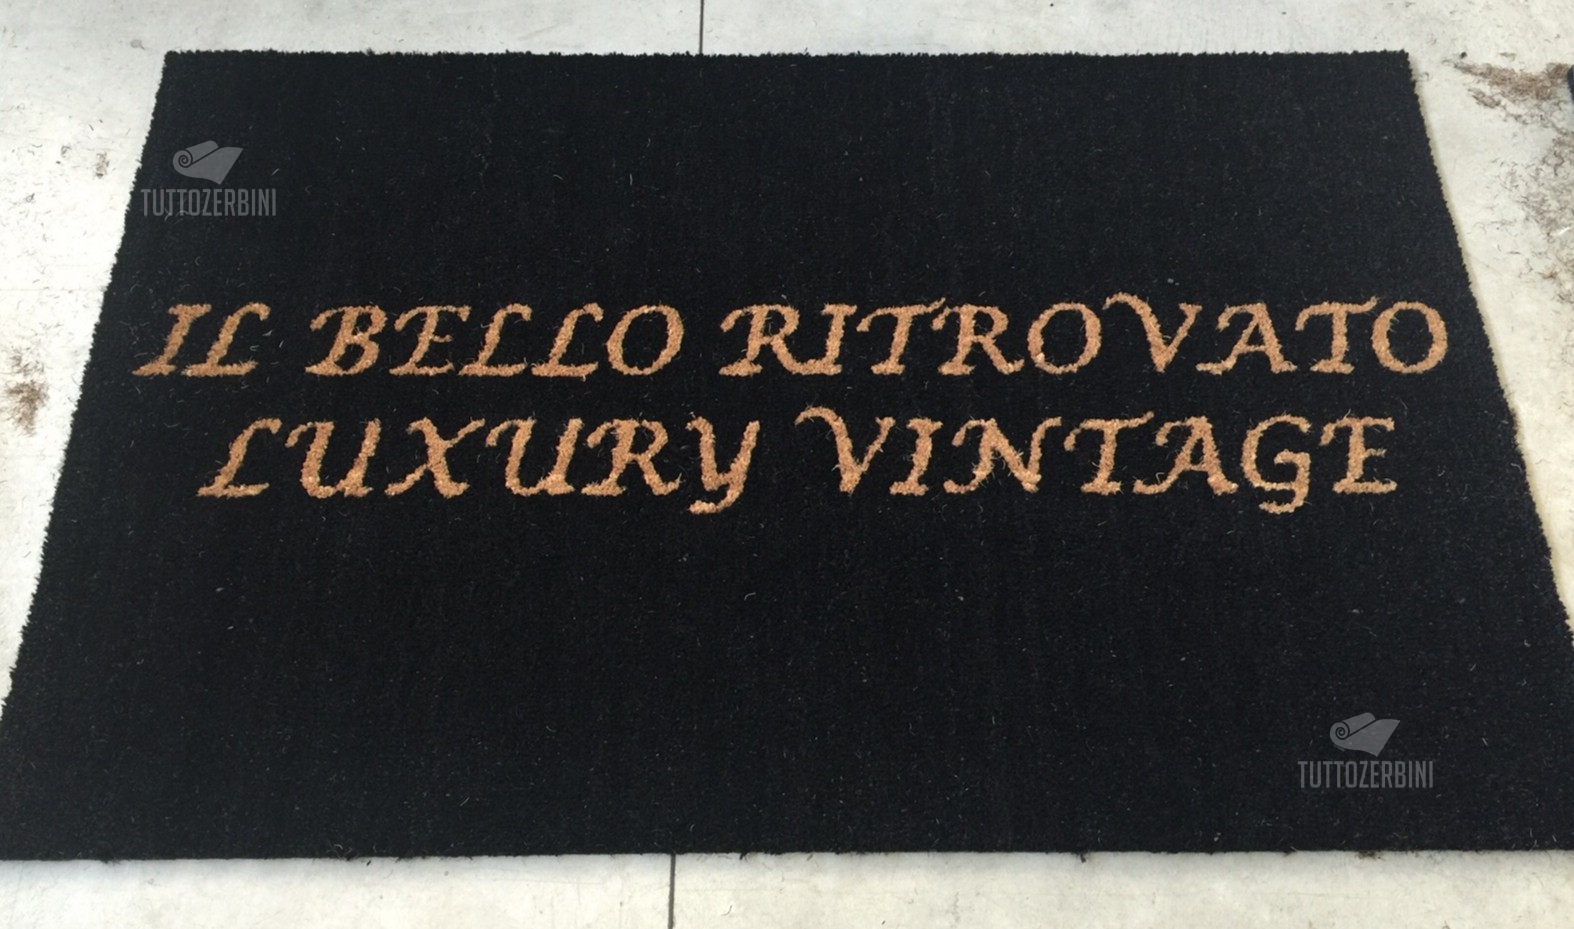 TUTTOZERBINI
IL BELLO RITROVATO
LUXURY VINTAGE
TUTTOZERBINI